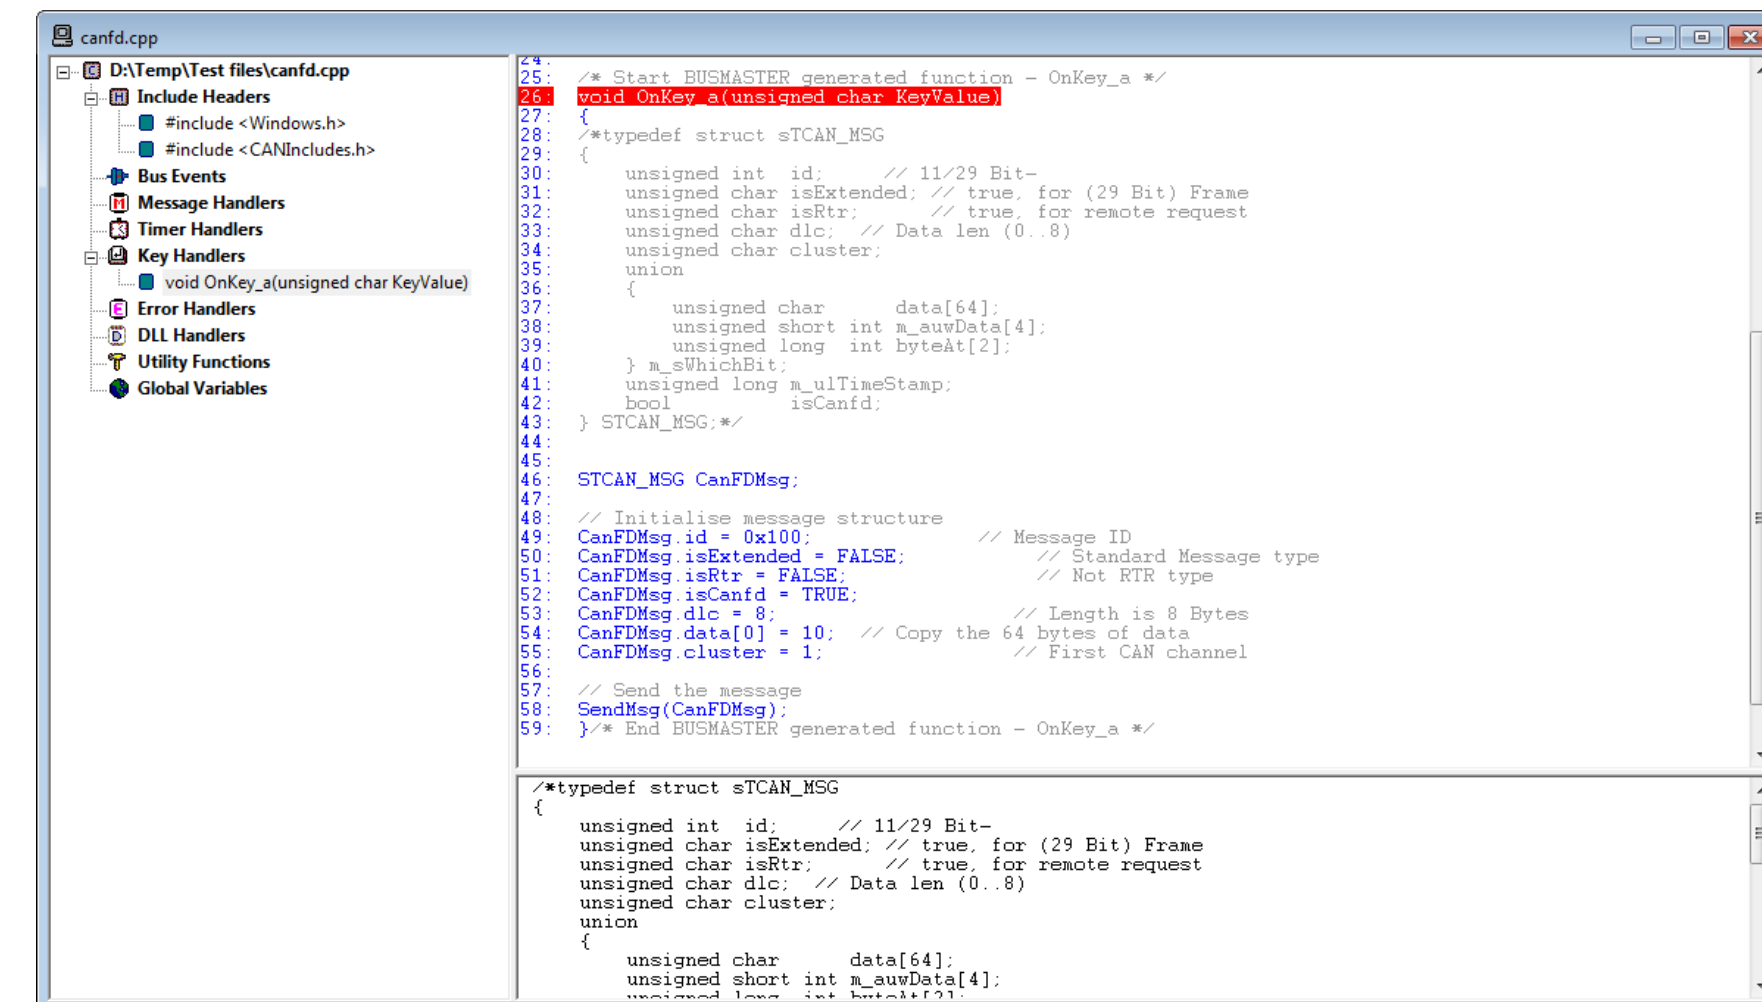 canfd.cpp
D:\Temp\Test files\canfd.cpp
Include Headers
#include <Windows.h>
#include <CANIncludes.h>
Bus Events
Message Handlers
Timer Handlers
Key Handlers
void OnKey_a(unsigned char KeyValue)
Error Handlers
DLL Handlers
Utility Functions
Global Variables
24:
25: /* Start BUSMASTER generated function - OnKey_a */
26: void OnKey_a(unsigned char KeyValue)
27: {
28: /*typedef struct sTCAN_MSG
29: {
30: unsigned int id; // 11/29 Bit-
31: unsigned char isExtended; // true, for (29 Bit) Frame
32: unsigned char isRtr; // true, for remote request
33: unsigned char dlc; // Data len (0..8)
34: unsigned char cluster;
35: union
36: {
37: unsigned char data[64];
38: unsigned short int m_auwData[4];
39: unsigned long int byteAt[2];
40: } m_sWhichBit;
41: unsigned long m_ulTimeStamp;
42: bool isCanfd;
43: } STCAN_MSG;*/
44:
45:
46: STCAN_MSG CanFDMsg;
47:
48: // Initialise message structure
49: CanFDMsg.id = 0x100; // Message ID
50: CanFDMsg.isExtended = FALSE; // Standard Message type
51: CanFDMsg.isRtr = FALSE; // Not RTR type
52: CanFDMsg.isCanfd = TRUE;
53: CanFDMsg.dlc = 8; // Length is 8 Bytes
54: CanFDMsg.data[0] = 10; // Copy the 64 bytes of data
55: CanFDMsg.cluster = 1; // First CAN channel
56:
57: // Send the message
58: SendMsg(CanFDMsg);
59: }/* End BUSMASTER generated function - OnKey_a */
/*typedef struct sTCAN_MSG
{
unsigned int id; // 11/29 Bit-
unsigned char isExtended; // true, for (29 Bit) Frame
unsigned char isRtr; // true, for remote request
unsigned char dlc; // Data len (0..8)
unsigned char cluster;
union
{
unsigned char data[64];
unsigned short int m_auwData[4];
unsigned long int byteAt[2];